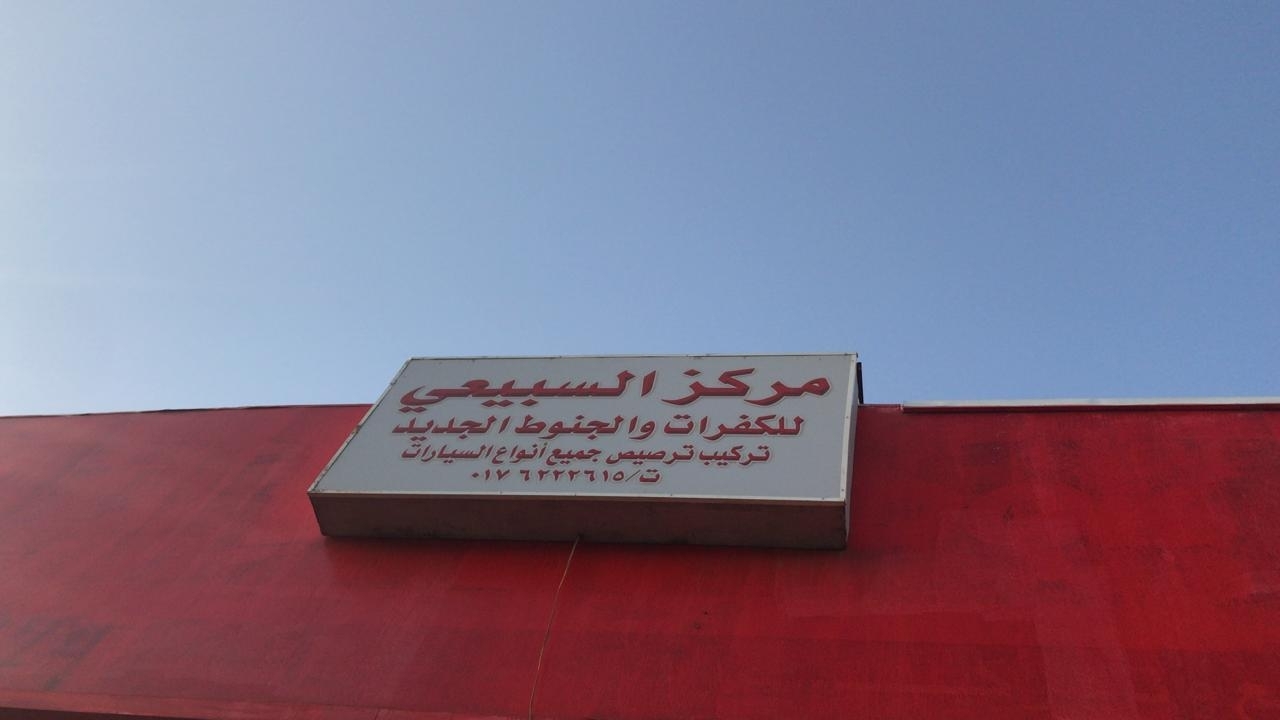 مركز السبيعي
للكفرات والجنوط الجديد
تركيب ترصيص جميع أنواع السيارات
ت/٦٢٢٢٦١٥ ٠١٧